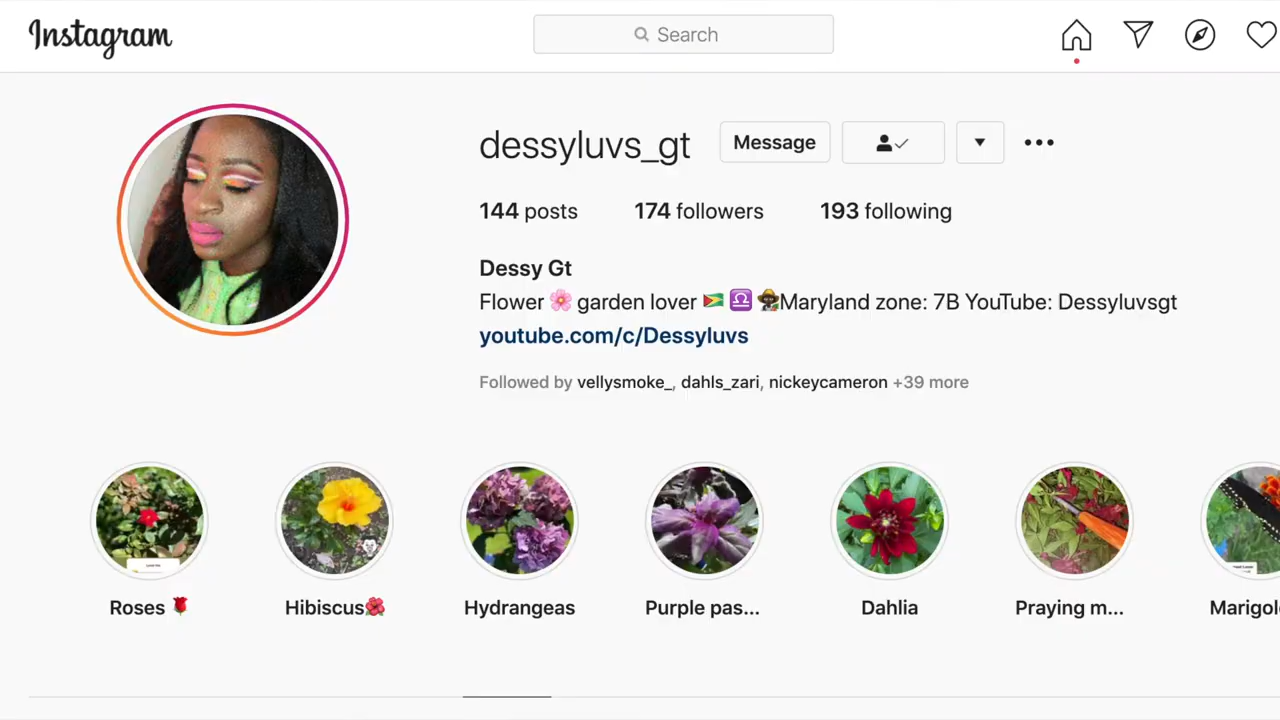 Instagram
Search
dessyluvs_gt
Message
144 posts
174 followers
193 following
Dessy Gt
Flower 🌸 garden lover 🇬🇾 ♎ 👩🏿‍🌾Maryland zone: 7B YouTube: Dessyluvsgt
youtube.com/c/Dessyluvs
Followed by vellysmoke_, dahls_zari, nickeycameron +39 more
Roses 🌹
Hibiscus🌺
Hydrangeas
Purple pas...
Dahlia
Praying m...
Marigol